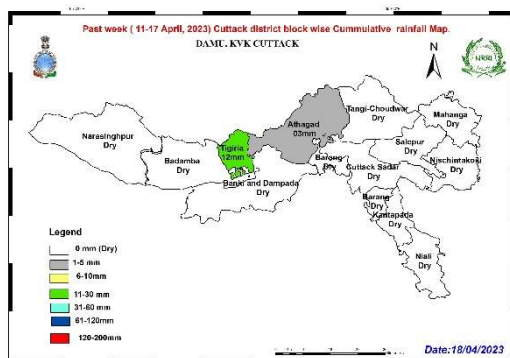 Past week ( 11-17 April, 2023) Cuttack district block wise Cummulative rainfall Map.
DAMU, KVK CUTTACK
N
NRRI
Tangi-Choudwar
Dry
Mahanga
Dry
Athagad
03mm
Narasinghpur
Dry
Tigiria
12mm
Salepur
Dry
Badamba
Dry
Barang
Dry
Nischintakoili
Dry
Cuttack Sadar
Dry
Banki and Dampada
Dry
Barang
Dry
Kantapada
Dry
Niali
Dry
Legend
0 mm (Dry)
1-5 mm
6-10mm
11-30 mm
31-60 mm
61-120mm
120-200mm
Date:18/04/2023